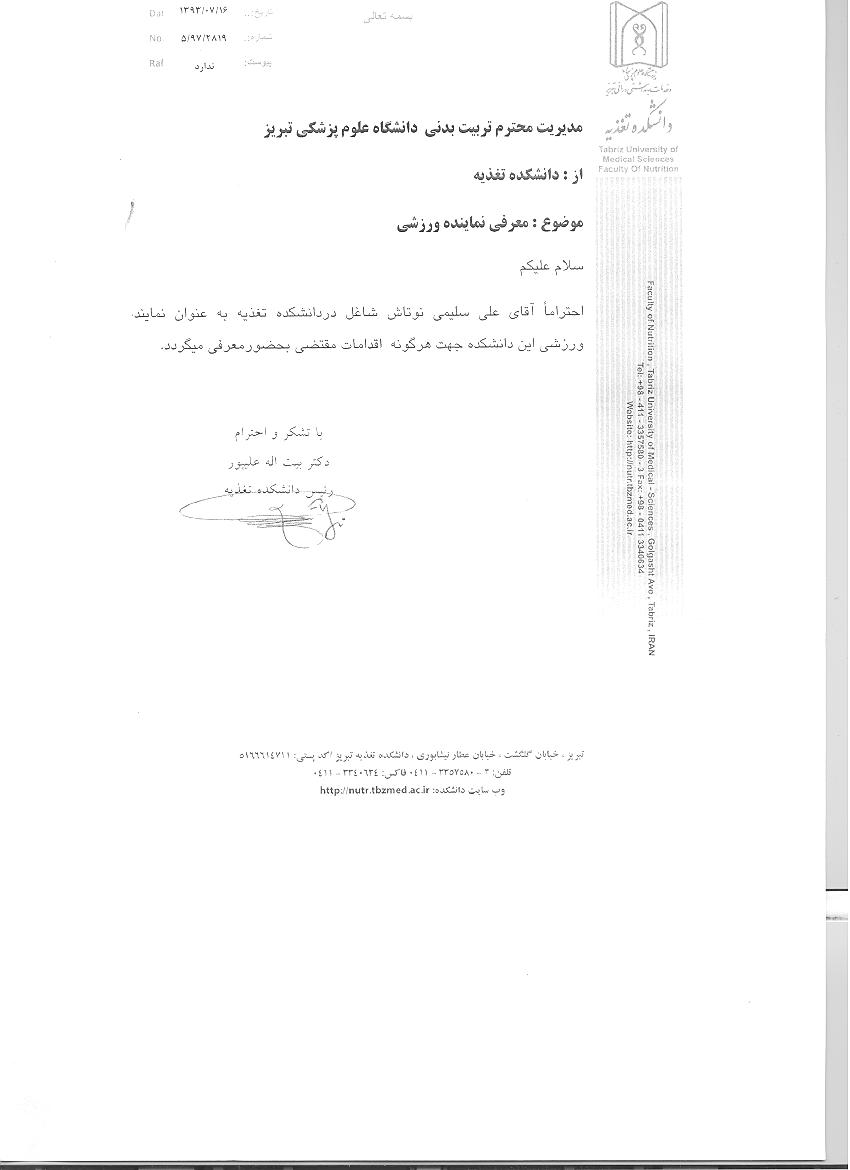 بسمه تعالی
تاریخ:.. ۱۳۹۳/۰۷/۱۶ Dat
شماره:. ۵/۹۷/۲۸۱۹ No.
پیوست: ندارد Raf
دانشکده تغذیه
Tabriz University of
Medical Sciences
Faculty Of Nutrition
مدیریت محترم تربیت بدنی دانشگاه علوم پزشکی تبریز
از : دانشکده تغذیه
موضوع : معرفی نماینده ورزشی
سلام علیکم
احتراماً آقای علی سلیمی نوتاش شاغل دردانشکده تغذیه به عنوان نماینده
ورزشی این دانشکده جهت هرگونه اقدامات مقتضی بحضورمعرفی میگردد.
با تشکر و احترام
دکتر بیت اله علیپور
رئیس دانشکده تغذیه
Faculty of Nutrition , Tabriz University of Medical - Sciences , Golgasht Ave , Tabriz , IRAN
Tel: +98 - 411 - 3357580 - 3 Fax: +98 - 0411 3340634
Website: http://nutr.tbzmed.ac.ir
تبریز ، خیابان گلگشت ، خیابان عطار نیشابوری ، دانشکده تغذیه تبریز /کد پستی: ۵۱۶۶۶۱٤۷۱۱
تلفن: ۳ - ۳۳۵۷۵۸۰ - ۰٤۱۱ فاکس: ۳۳٤۰٦۳٤ - ۰٤۱۱
وب سایت دانشکده: http://nutr.tbzmed.ac.ir